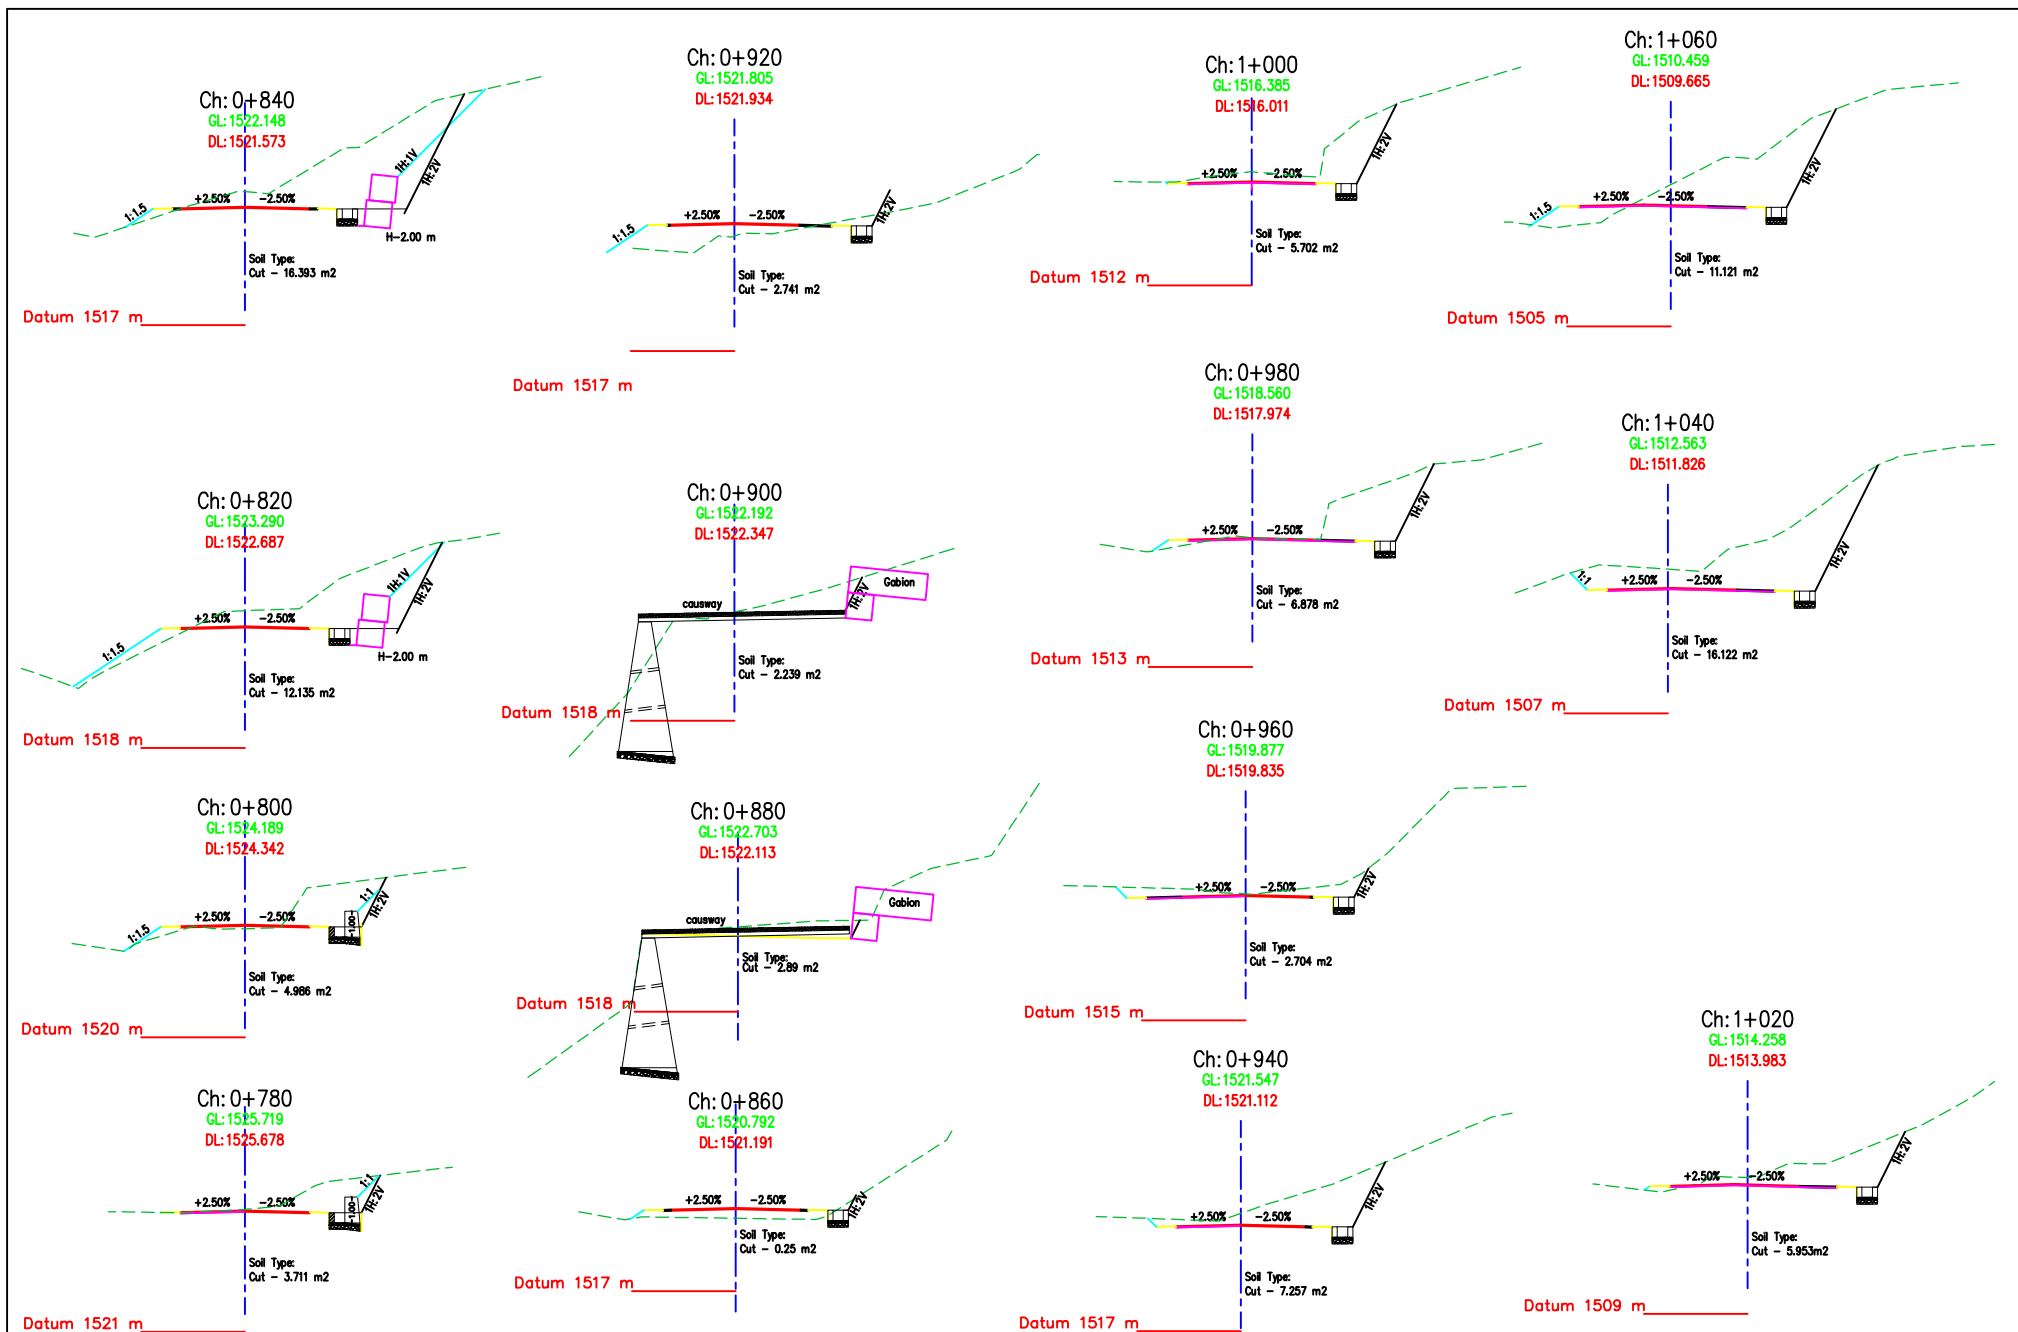 Ch: 0+840
GL: 1522.148
DL: 1521.573
1H:1V
1H:2V
+2.50% -2.50%
1:1.5
H-2.00 m
Soil Type:
Cut - 16.393 m2
Datum 1517 m
Ch: 0+820
GL: 1523.290
DL: 1522.687
1H:1V
1H:2V
+2.50% -2.50%
1:1.5
H-2.00 m
Soil Type:
Cut - 12.135 m2
Datum 1518 m
Ch: 0+800
GL: 1524.189
DL: 1524.342
1:1
1H:2V
+2.50% -2.50%
-1.00-
1:1.5
Soil Type:
Cut - 4.986 m2
Datum 1520 m
Ch: 0+780
GL: 1525.719
DL: 1525.678
1:1
1H:2V
+2.50% -2.50%
-1.00-
Soil Type:
Cut - 3.711 m2
Datum 1521 m
Ch: 0+920
GL: 1521.805
DL: 1521.934
1H:2V
+2.50% -2.50%
1:1.5
Soil Type:
Cut - 2.741 m2
Datum 1517 m
Ch: 0+900
GL: 1522.192
DL: 1522.347
Gabion
1H:2V
causway
Soil Type:
Cut - 2.239 m2
Datum 1518 m
Ch: 0+880
GL: 1522.703
DL: 1522.113
Gabion
causway
Soil Type:
Cut - 2.89 m2
Datum 1518 m
Ch: 0+860
GL: 1520.792
DL: 1521.191
+2.50% -2.50%
1H:2V
Soil Type:
Cut - 0.25 m2
Datum 1517 m
Ch: 1+000
GL: 1516.385
DL: 1516.011
1H:2V
+2.50% -2.50%
Soil Type:
Cut - 5.702 m2
Datum 1512 m
Ch: 0+980
GL: 1518.560
DL: 1517.974
1H:2V
+2.50% -2.50%
Soil Type:
Cut - 6.878 m2
Datum 1513 m
Ch: 0+960
GL: 1519.877
DL: 1519.835
1H:2V
+2.50% -2.50%
Soil Type:
Cut - 2.704 m2
Datum 1515 m
Ch: 0+940
GL: 1521.547
DL: 1521.112
1H:2V
+2.50% -2.50%
Soil Type:
Cut - 7.257 m2
Datum 1517 m
Ch: 1+060
GL: 1510.459
DL: 1509.665
1H:2V
+2.50% -2.50%
1:1.5
Soil Type:
Cut - 11.121 m2
Datum 1505 m
Ch: 1+040
GL: 1512.563
DL: 1511.826
1H:2V
1:1
+2.50% -2.50%
Soil Type:
Cut - 16.122 m2
Datum 1507 m
Ch: 1+020
GL: 1514.258
DL: 1513.983
1H:2V
+2.50% -2.50%
Soil Type:
Cut - 5.953m2
Datum 1509 m